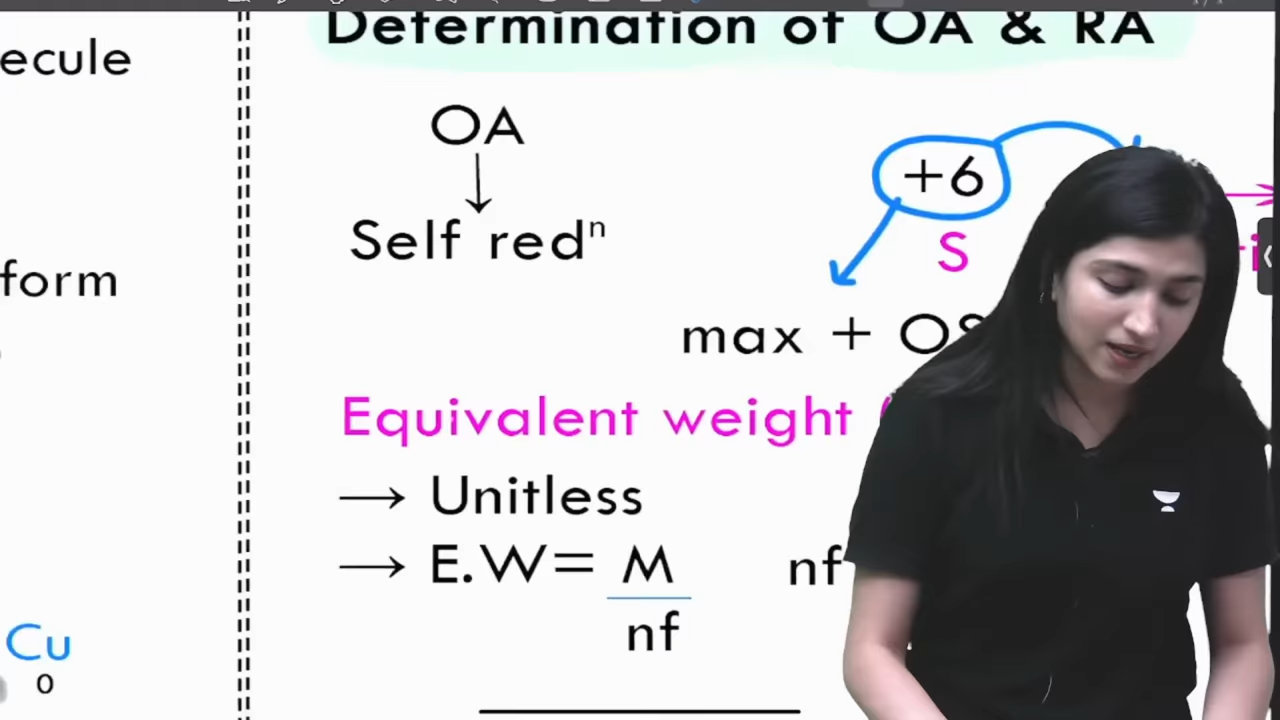 Determination of OA & RA
ecule
OA
+6
Self redⁿ
S
form
max + OS
Equivalent weight
→ Unitless
→ E.W = M
nf
nf
Cu
0